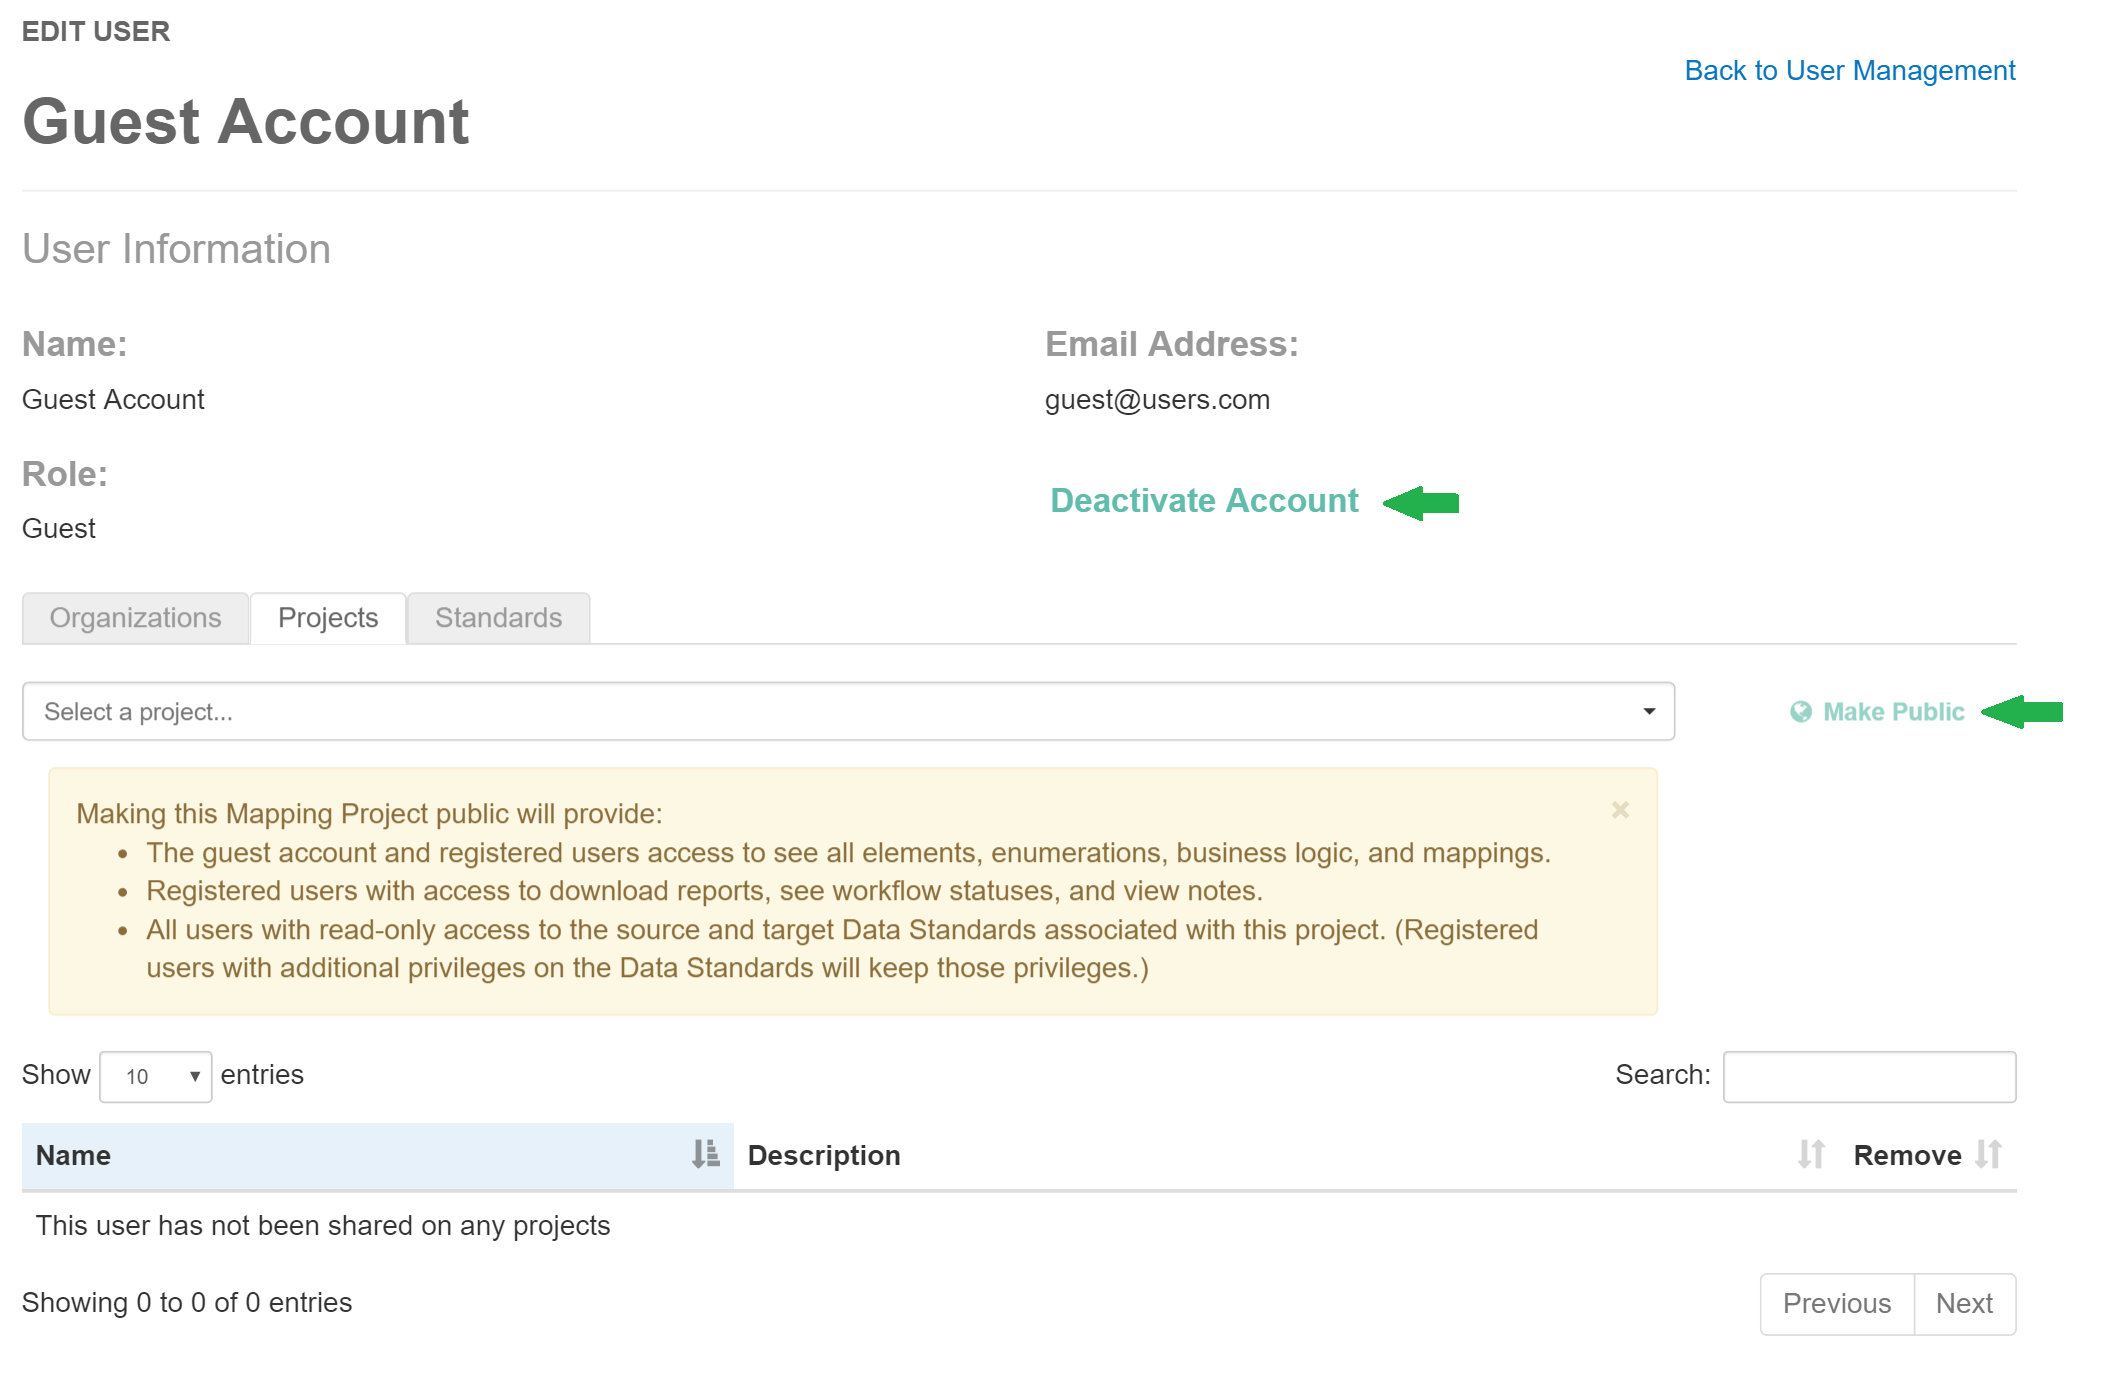 EDIT USER
Back to User Management
Guest Account
User Information
Name:
Email Address:
Guest Account
guest@users.com
Role:
Deactivate Account
Guest
Organizations
Projects
Standards
Select a project...
Make Public
Making this Mapping Project public will provide:
• The guest account and registered users access to see all elements, enumerations, business logic, and mappings.
• Registered users with access to download reports, see workflow statuses, and view notes.
• All users with read-only access to the source and target Data Standards associated with this project. (Registered
users with additional privileges on the Data Standards will keep those privileges.)
Show 10 entries
Search:
Name
Description
Remove
This user has not been shared on any projects
Showing 0 to 0 of 0 entries
Previous
Next